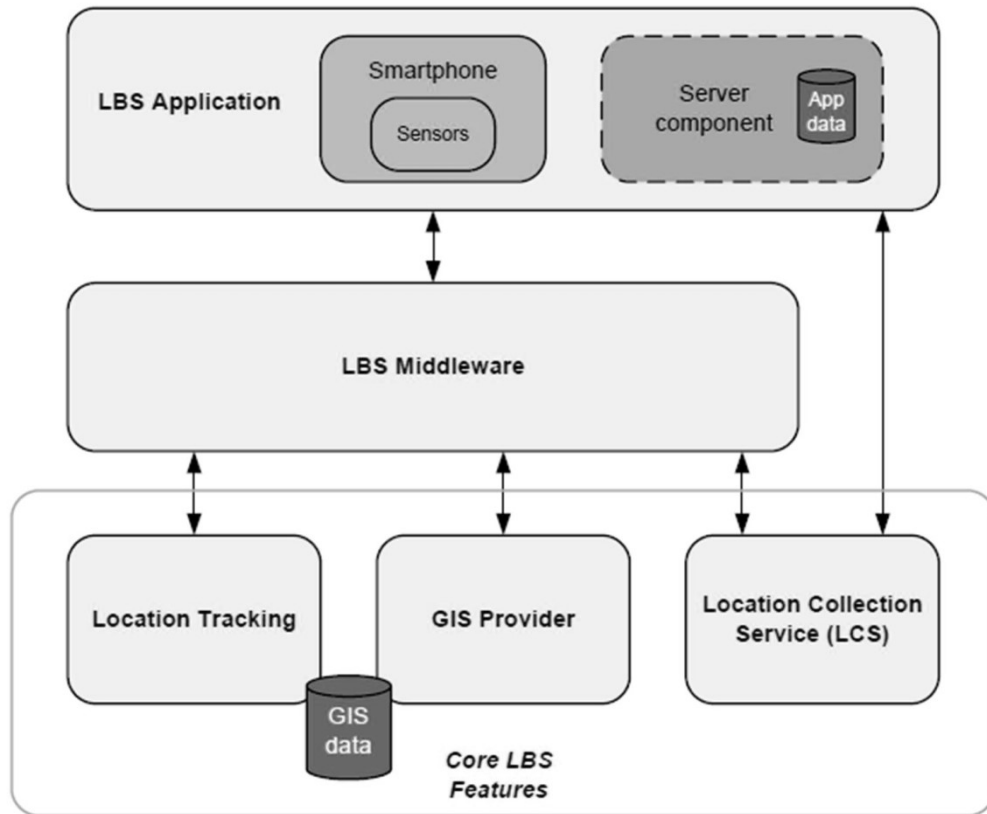 LBS Application
Smartphone
Sensors
Server
component
App
data
LBS Middleware
Location Tracking
GIS Provider
Location Collection
Service (LCS)
GIS
data
Core LBS
Features